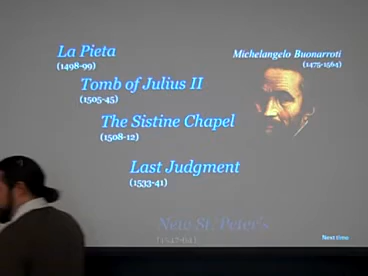 La Pieta
(1498-99)
Michelangelo Buonarroti
(1475-1564)
Tomb of Julius II
(1505-45)
The Sistine Chapel
(1508-12)
Last Judgment
(1533-41)
New St. Peter's
Next time